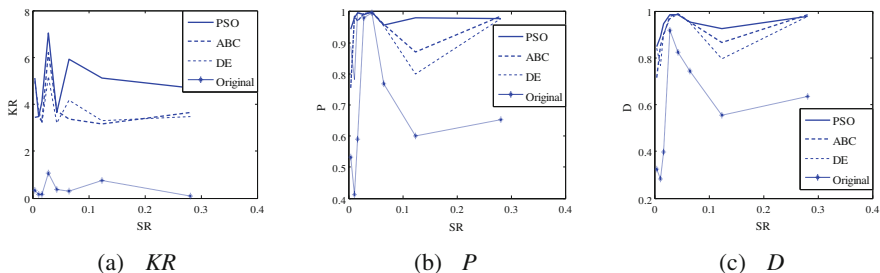 8
6
4
2
0
0 0.1 0.2 0.3 0.4
KR
SR
PSO
ABC
DE
Original
(a) KR
1
0.9
0.8
0.7
0.6
0.5
0.4
0 0.1 0.2 0.3 0.4
P
SR
PSO
ABC
DE
Original
(b) P
1
0.8
0.6
0.4
0.2
0 0.1 0.2 0.3 0.4
D
SR
PSO
ABC
DE
Original
(c) D